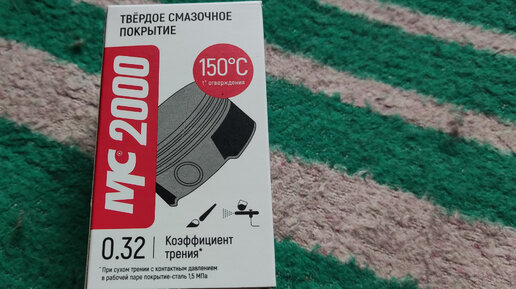 ТВЁРДОЕ СМАЗОЧНОЕ
ПОКРЫТИЕ
МС 2000
150°C
t° отверждения
0.32
Коэффициент
трения*
*При сухом трении с контактным давлением
в рабочей паре покрытие-сталь 1,5 МПа